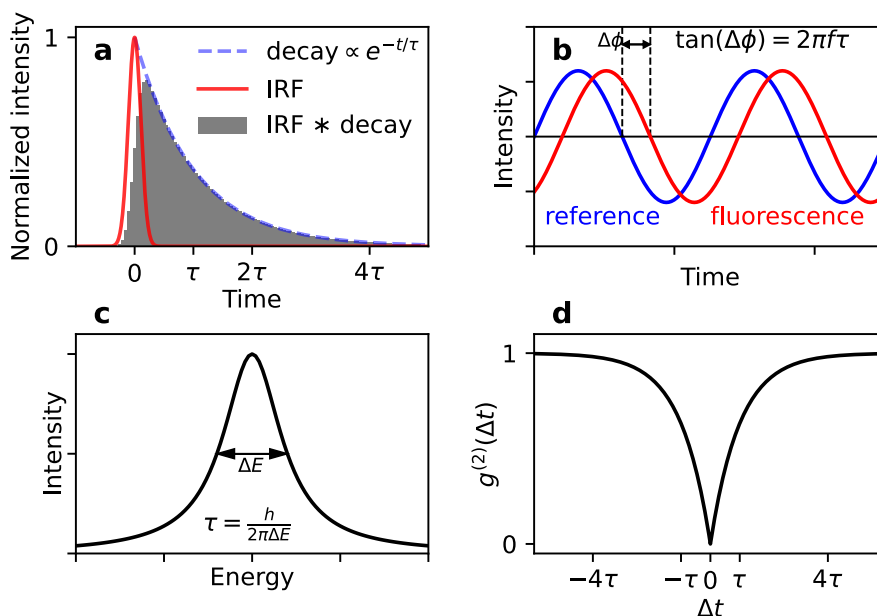 a
decay ∝ e^{−t/τ}
IRF
IRF ∗ decay
Normalized intensity
1
0
0 τ 2τ 4τ
Time
b
Δϕ
tan(Δϕ) = 2πfτ
Intensity
reference
fluorescence
Time
c
Intensity
ΔE
τ = h/2πΔE
Energy
d
g^{(2)}(Δt)
1
0
−4τ −τ 0 τ 4τ
Δt